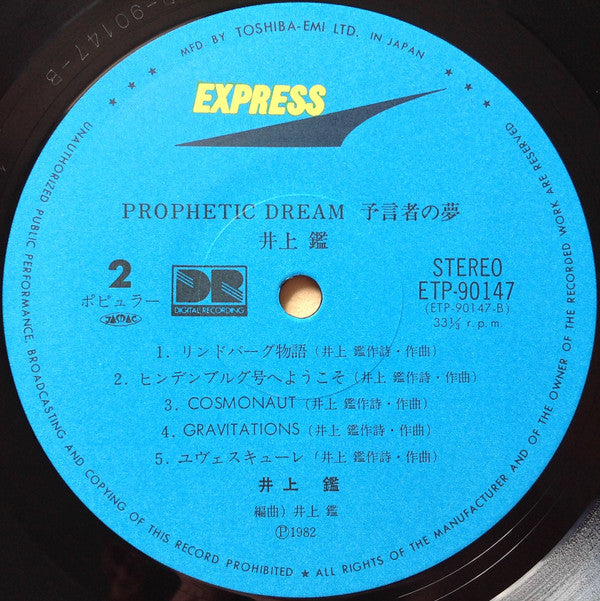 P-90147-B
MFD BY TOSHIBA-EMI LTD. IN JAPAN
EXPRESS
PROPHETIC DREAM 予言者の夢
井上 鑑
2
ポピュラー
JASRAC
DR
DIGITAL RECORDING
STEREO
ETP-90147
(ETP-90147-B)
33⅓ r.p.m.
1. リンドバーグ物語 (井上 鑑作詩・作曲)
2. ヒンデンブルグ号へようこそ (井上 鑑作詩・作曲)
3. COSMONAUT (井上 鑑作詩・作曲)
4. GRAVITATIONS (井上 鑑作詩・作曲)
5. ユヴェスキューレ (井上 鑑作詩・作曲)
井上 鑑
編曲) 井上 鑑
Ⓟ1982
UNAUTHORIZED PUBLIC PERFORMANCE, BROADCASTING AND COPYING OF THIS RECORD PROHIBITED ★ ALL RIGHTS OF THE MANUFACTURER AND OF THE OWNER OF THE RECORDED WORK ARE RESERVED